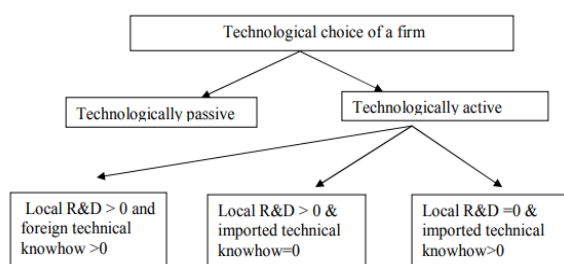 Technological choice of a firm
Technologically passive
Technologically active
Local R&D > 0 and
foreign technical
knowhow >0
Local R&D > 0 &
imported technical
knowhow=0
Local R&D =0 &
imported technical
knowhow>0